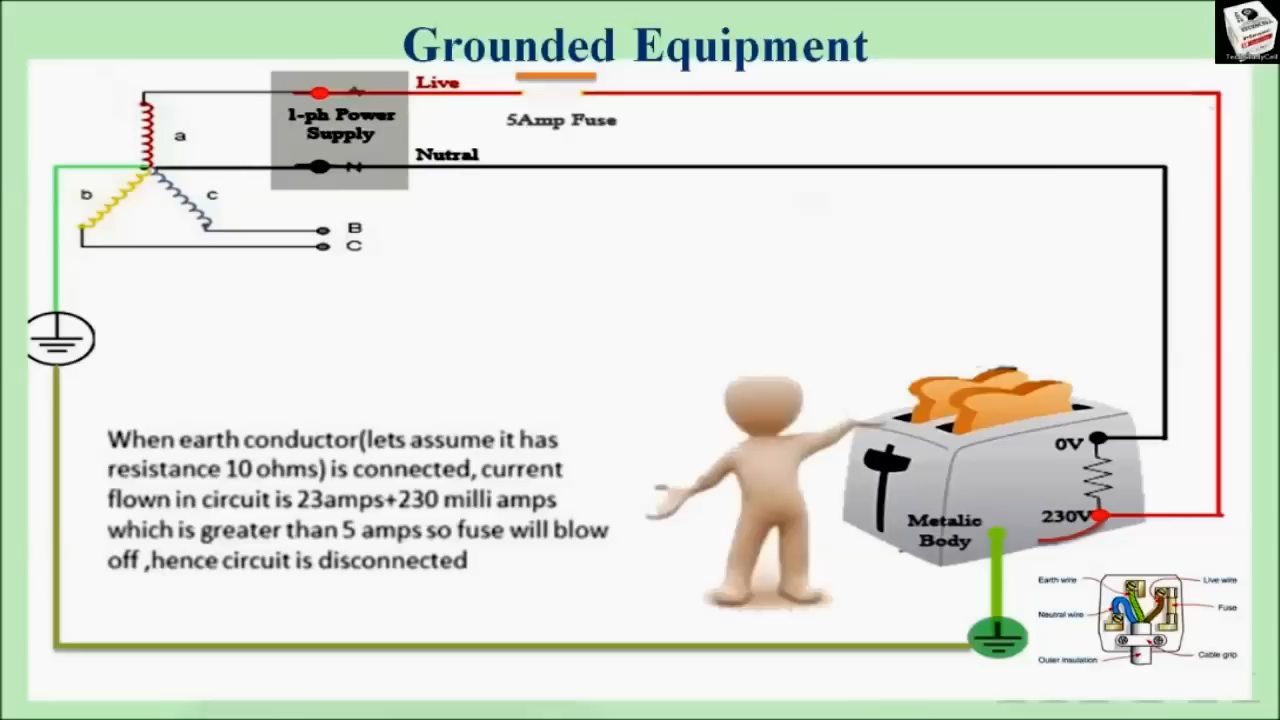 Grounded Equipment
Live
1-ph Power
Supply
5Amp Fuse
a
Nutral
N
b
c
B
C
When earth conductor(lets assume it has
resistance 10 ohms) is connected, current
flown in circuit is 23amps+230 milli amps
which is greater than 5 amps so fuse will blow
off ,hence circuit is disconnected
0V
230V
Metalic
Body
Earth wire
Live wire
Neutral wire
Fuse
Outer insulation
Cable grip